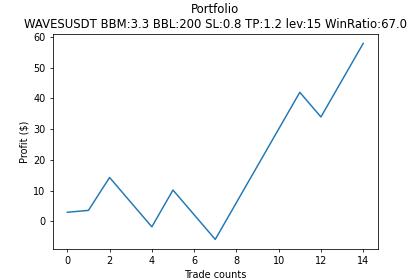 Portfolio
WAVESUSDT BBM:3.3 BBL:200 SL:0.8 TP:1.2 lev:15 WinRatio:67.0
60
50
40
30
20
10
0
Profit ($)
0 2 4 6 8 10 12 14
Trade counts